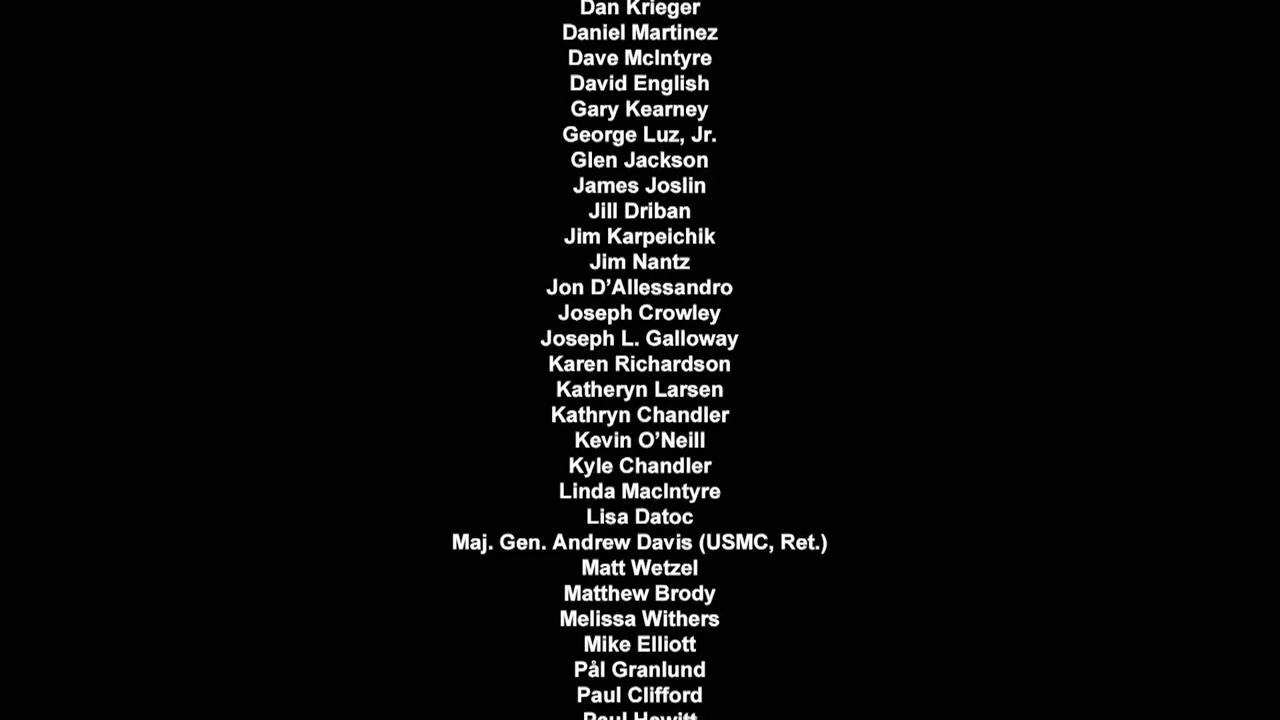 Dan Krieger
Daniel Martinez
Dave McIntyre
David English
Gary Kearney
George Luz, Jr.
Glen Jackson
James Joslin
Jill Driban
Jim Karpeichik
Jim Nantz
Jon D’Allessandro
Joseph Crowley
Joseph L. Galloway
Karen Richardson
Katheryn Larsen
Kathryn Chandler
Kevin O’Neill
Kyle Chandler
Linda MacIntyre
Lisa Datoc
Maj. Gen. Andrew Davis (USMC, Ret.)
Matt Wetzel
Matthew Brody
Melissa Withers
Mike Elliott
Pål Granlund
Paul Clifford
Paul Hewitt